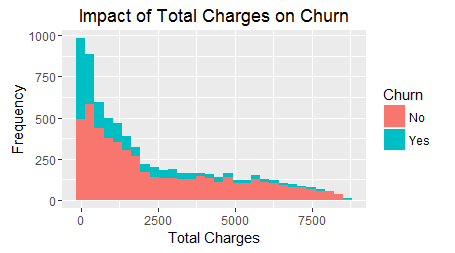 Impact of Total Charges on Churn
1000
750
500
250
0
Frequency
0 2500 5000 7500
Total Charges
Churn
No
Yes